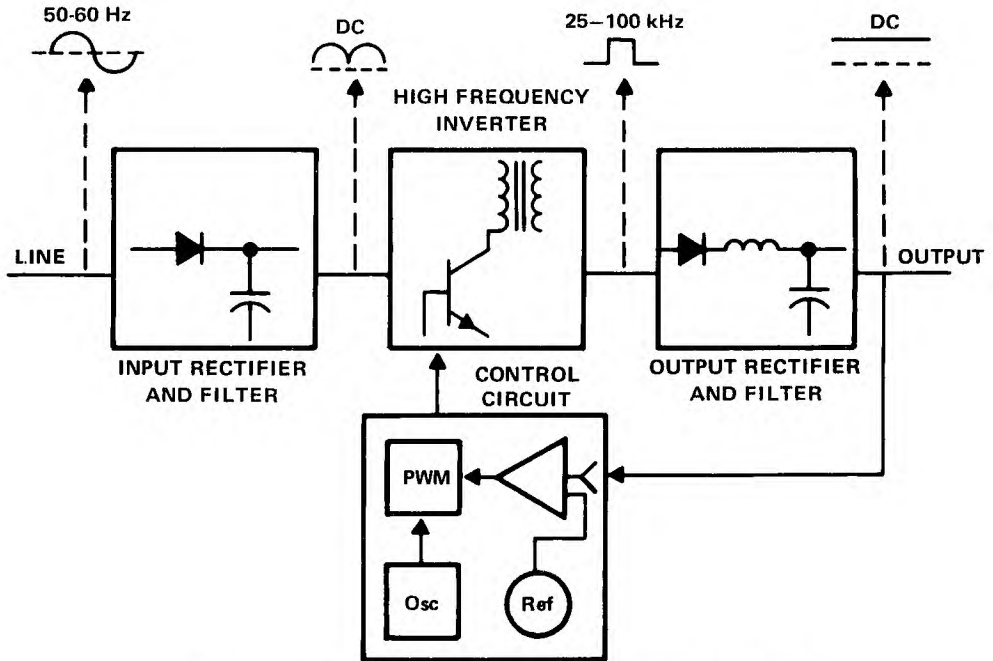 50-60 Hz
DC
25–100 kHz
DC
HIGH FREQUENCY
INVERTER
LINE
OUTPUT
INPUT RECTIFIER
AND FILTER
CONTROL
CIRCUIT
OUTPUT RECTIFIER
AND FILTER
PWM
Osc
Ref